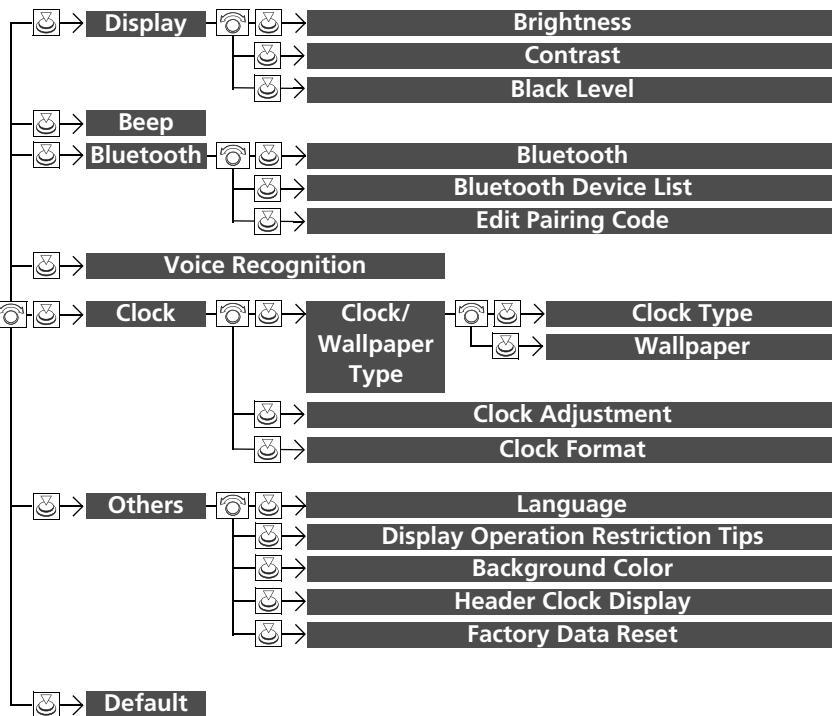 Display
Brightness
Contrast
Black Level
Beep
Bluetooth
Bluetooth
Bluetooth Device List
Edit Pairing Code
Voice Recognition
Clock
Clock/
Wallpaper
Type
Clock Type
Wallpaper
Clock Adjustment
Clock Format
Others
Language
Display Operation Restriction Tips
Background Color
Header Clock Display
Factory Data Reset
Default